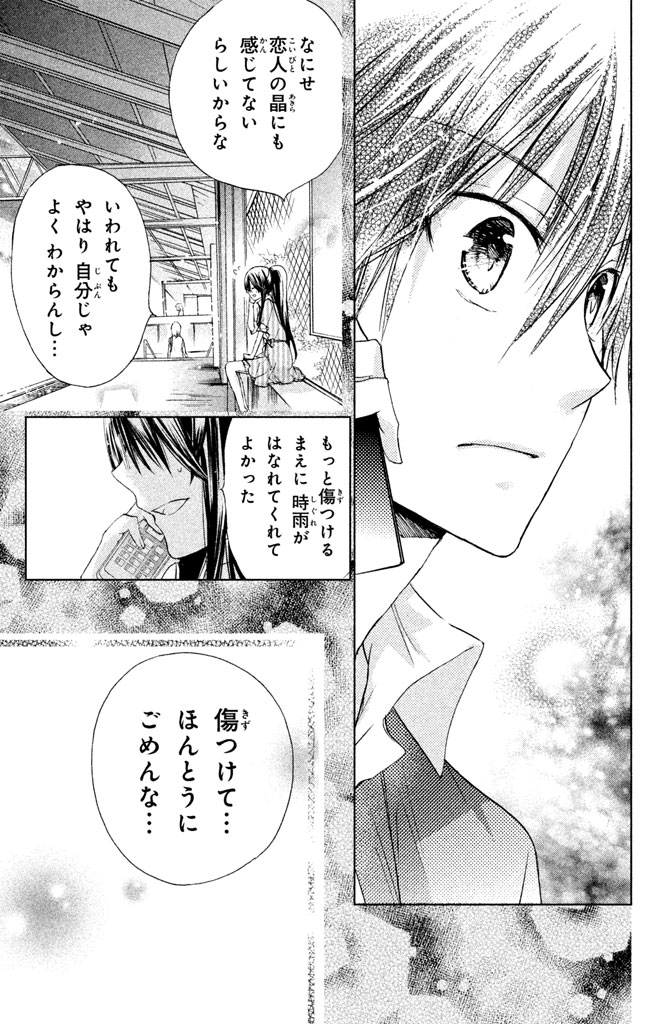 なにせ
恋人の晶にも
感じてない
らしいからな
いわれても
やはり自分じゃ
よくわからんし…
もっと傷つける
まえに時雨が
はなれてくれて
よかった
傷つけて…
ほんとうに
ごめんな…